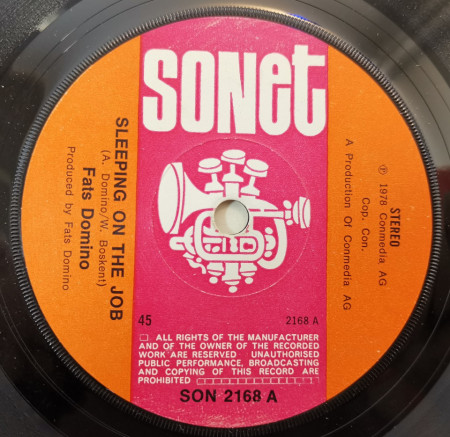 SONet
SLEEPING ON THE JOB
(A. Domino/W. Boskent)
Fats Domino
Produced by Fats Domino
STEREO
℗ 1978 Conmedia AG
Cop. Con.
A Production Of Conmedia AG
45
2168 A
ALL RIGHTS OF THE MANUFACTURER
AND OF THE OWNER OF THE RECORDED
WORK ARE RESERVED UNAUTHORISED
PUBLIC PERFORMANCE, BROADCASTING
AND COPYING OF THIS RECORD ARE
PROHIBITED
SON 2168 A